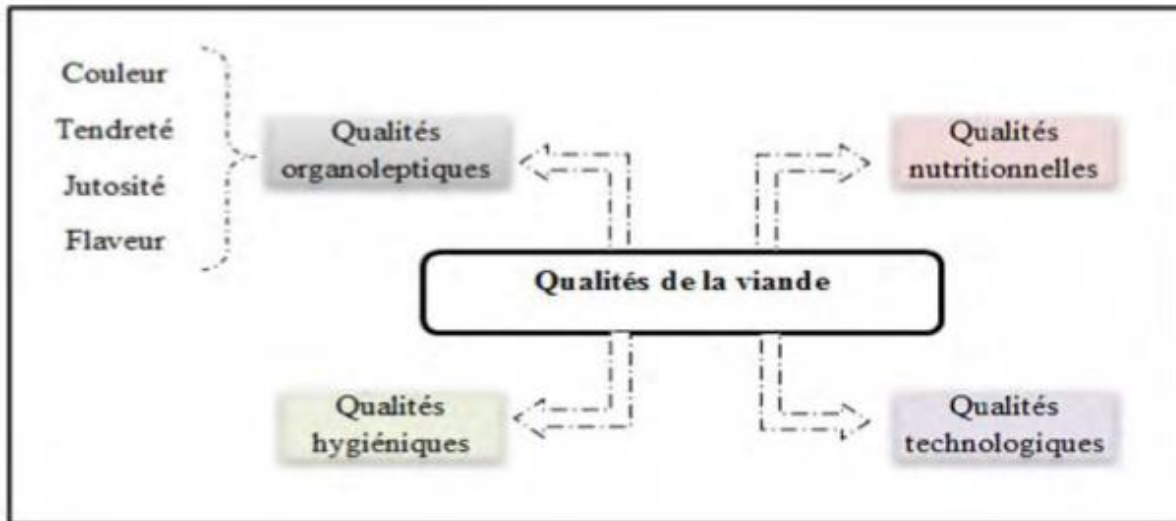 Couleur
Tendreté
Jutosité
Flaveur
Qualités
organoleptiques
Qualités
nutritionnelles
Qualités de la viande
Qualités
hygiéniques
Qualités
technologiques